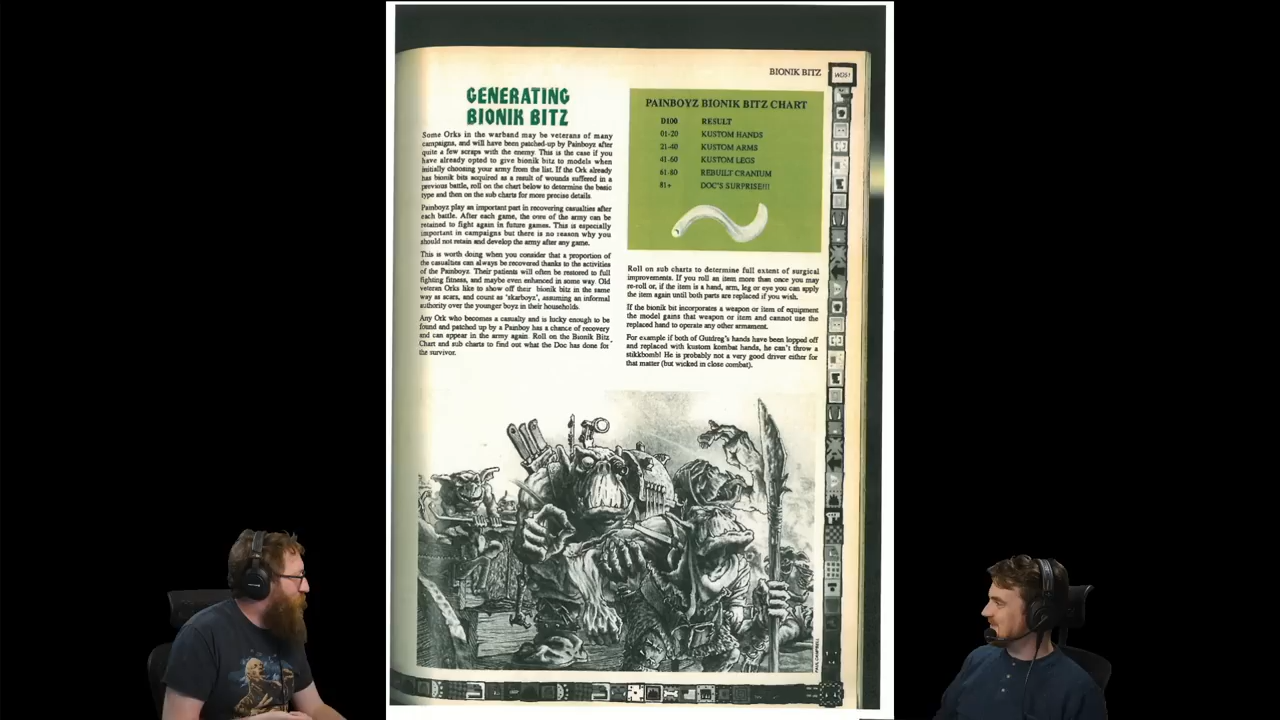 BIONIK BITZ
WD51
GENERATING
BIONIK BITZ
Some Orks in the warband may be veterans of many
campaigns, and will have been patched-up by Painboyz after
quite a few scraps with the enemy. This is the case if you
have already opted to give bionik bitz to models when
initially choosing your army from the list. If the Ork already
has bionik bits acquired as a result of wounds suffered in a
previous battle, roll on the chart below to determine the basic
type and then on the sub charts for more precise details.
Painboyz play an important part in recovering casualties after
each battle. After each game, the core of the army can be
retained to fight again in future games. This is especially
important in campaigns but there is no reason why you
should not retain and develop the army after any game.
This is worth doing when you consider that a proportion of
the casualties can always be recovered thanks to the activities
of the Painboyz. Their patients will often be restored to full
fighting fitness, and maybe even enhanced in some way. Old
veteran Orks like to show off their bionik bitz in the same
way as scars, and count as 'skarboyz', assuming an informal
authority over the younger boyz in their households.
Any Ork who becomes a casualty and is lucky enough to be
found and patched up by a Painboy has a chance of recovery
and can appear in the army again. Roll on the Bionik Bitz
Chart and sub charts to find out what the Doc has done for
the survivor.
PAINBOYZ BIONIK BITZ CHART
D100 RESULT
01-20 KUSTOM HANDS
21-40 KUSTOM ARMS
41-60 KUSTOM LEGS
61-80 REBUILT CRANIUM
81+ DOC'S SURPRISE!!!
Roll on sub charts to determine full extent of surgical
improvements. If you roll an item more than once you may
re-roll or, if the item is a hand, arm, leg or eye you can apply
the item again until both parts are replaced if you wish.
If the bionik bit incorporates a weapon or item of equipment
the model gains that weapon or item and cannot use the
replaced hand to operate any other armament.
For example if both of Gutdreg's hands have been lopped off
and replaced with kustom kombat hands, he can't throw a
stikkbomb! He is probably not a very good driver either for
that matter (but wicked in close combat).
PAUL CAMPBELL